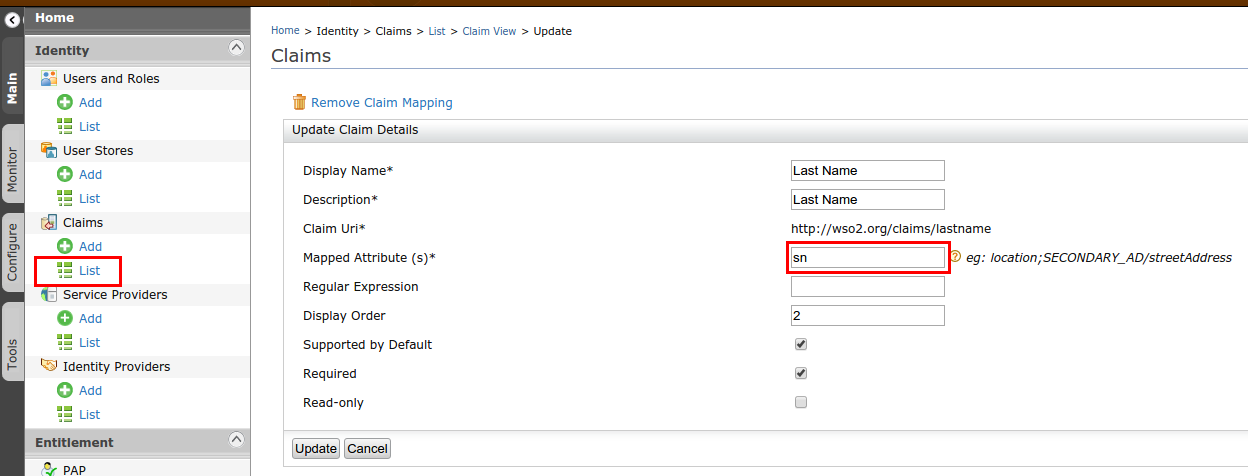 Home
Identity
Users and Roles
Add
List
User Stores
Add
List
Claims
Add
List
Service Providers
Add
List
Identity Providers
Add
List
Entitlement
PAP
Main
Monitor
Configure
Tools
Home > Identity > Claims > List > Claim View > Update
Claims
Remove Claim Mapping
Update Claim Details
Display Name* Last Name
Description* Last Name
Claim Uri* http://wso2.org/claims/lastname
Mapped Attribute (s)* sn ? eg: location;SECONDARY_AD/streetAddress
Regular Expression
Display Order 2
Supported by Default
Required
Read-only
Update Cancel